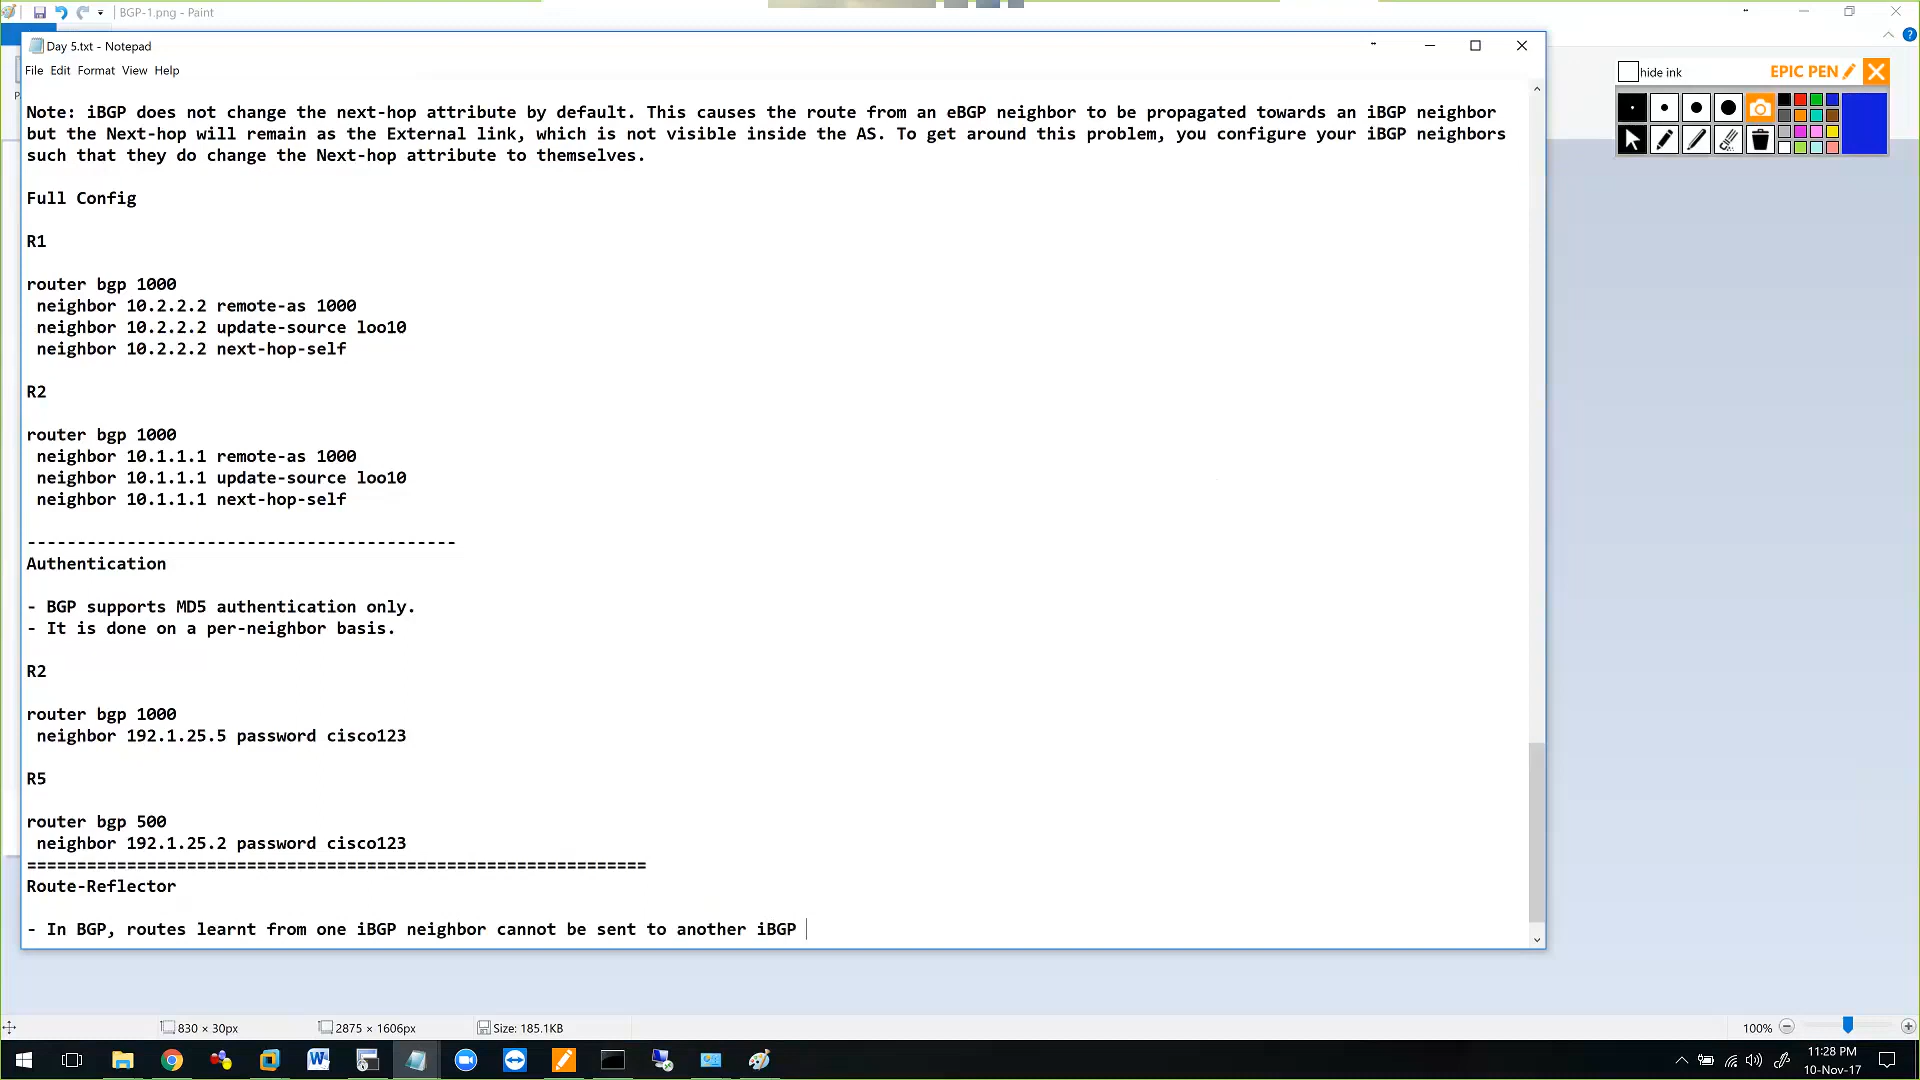 BGP-1.png - Paint
Day 5.txt - Notepad
File Edit Format View Help
hide ink
EPIC PEN
Note: iBGP does not change the next-hop attribute by default. This causes the route from an eBGP neighbor to be propagated towards an iBGP neighbor
but the Next-hop will remain as the External link, which is not visible inside the AS. To get around this problem, you configure your iBGP neighbors
such that they do change the Next-hop attribute to themselves.
Full Config
R1
router bgp 1000
neighbor 10.2.2.2 remote-as 1000
neighbor 10.2.2.2 update-source loo10
neighbor 10.2.2.2 next-hop-self
R2
router bgp 1000
neighbor 10.1.1.1 remote-as 1000
neighbor 10.1.1.1 update-source loo10
neighbor 10.1.1.1 next-hop-self
-------------------------------------------
Authentication
- BGP supports MD5 authentication only.
- It is done on a per-neighbor basis.
R2
router bgp 1000
neighbor 192.1.25.5 password cisco123
R5
router bgp 500
neighbor 192.1.25.2 password cisco123
==============================================================
Route-Reflector
- In BGP, routes learnt from one iBGP neighbor cannot be sent to another iBGP
830 × 30px
2875 × 1606px
Size: 185.1KB
100%
11:28 PM
10-Nov-17